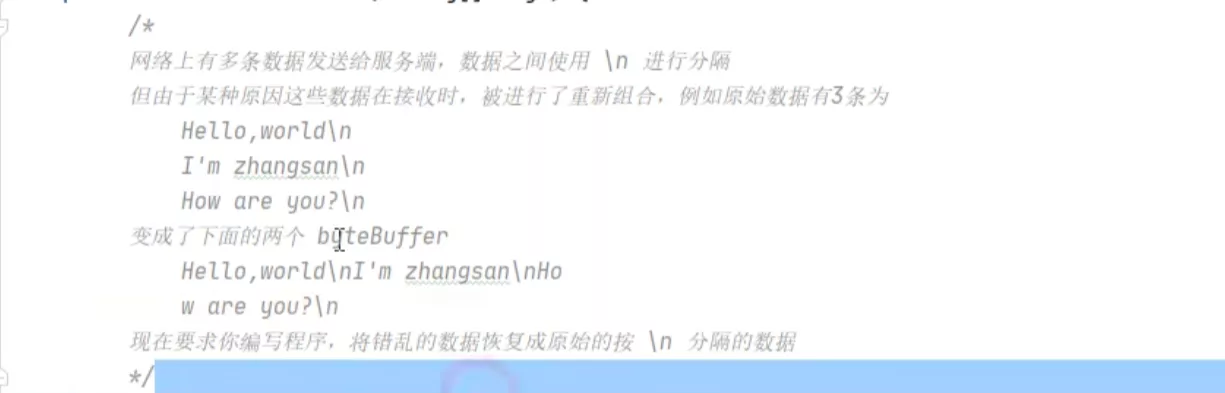 /*
网络上有多条数据发送给服务端，数据之间使用 \n 进行分隔
但由于某种原因这些数据在接收时，被进行了重新组合，例如原始数据有3条为
Hello,world\n
I'm zhangsan\n
How are you?\n
变成了下面的两个 byteBuffer
Hello,world\nI'm zhangsan\nHo
w are you?\n
现在要求你编写程序，将错乱的数据恢复成原始的按 \n 分隔的数据
*/